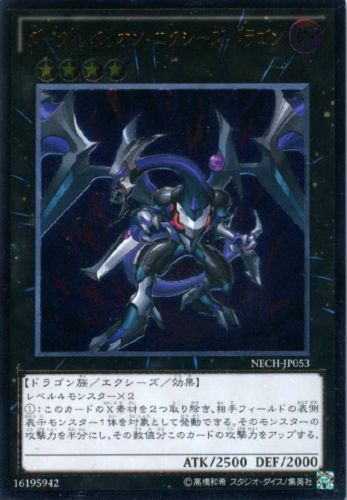 ダーク・リベリオン・エクシーズ・ドラゴン
NECH-JP053
【ドラゴン族／エクシーズ／効果】
レベル４モンスター×２
①：このカードのX素材を２つ取り除き、相手フィールドの表側
表示モンスター１体を対象として発動できる。そのモンスターの
攻撃力を半分にし、その数値分このカードの攻撃力をアップする。
ATK/2500 DEF/2000
16195942
©高橋和希 スタジオ・ダイス/集英社